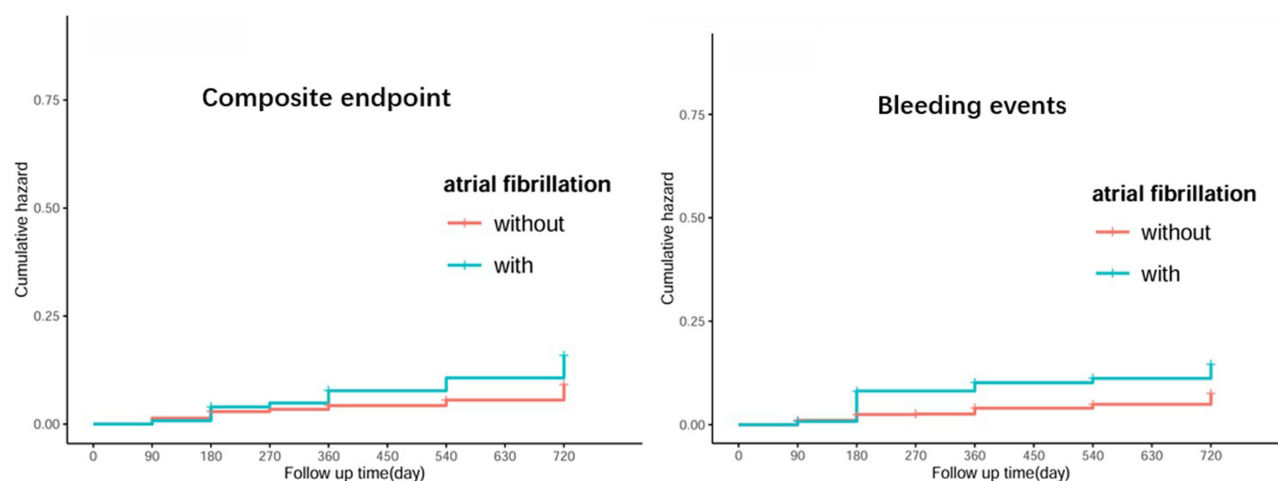 Composite endpoint
Cumulative hazard
0.75
0.50
0.25
0.00
atrial fibrillation
without
with
0 90 180 270 360 450 540 630 720
Follow up time(day)
Bleeding events
Cumulative hazard
0.75
0.50
0.25
0.00
atrial fibrillation
without
with
0 90 180 270 360 450 540 630 720
Follow up time(day)